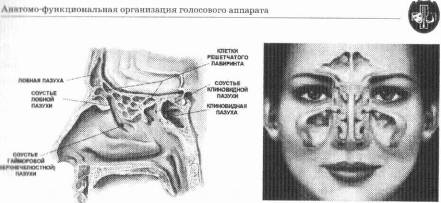 Анатомо-функциональная организация голосового аппарата
КЛЕТКИ
РЕШЕТЧАТОГО
ЛАБИРИНТА
ЛОБНАЯ ПАЗУХА
СОУСТЬЕ
ЛОБНОЙ
ПАЗУХИ
СОУСТЬЕ
КЛИНОВИДНОЙ
ПАЗУХИ
КЛИНОВИДНАЯ
ПАЗУХА
СОУСТЬЕ
ГАЙМОРОВОЙ
(ВЕРХНЕЧЕЛЮСТНОЙ)
ПАЗУХИ